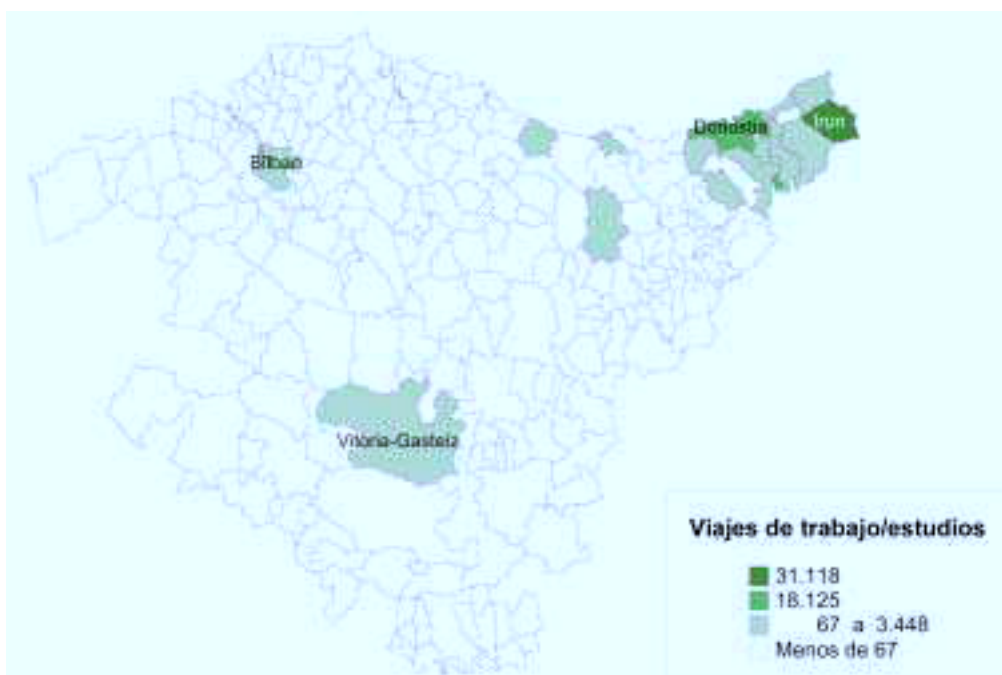 Donostia
Irun
Bilbao
Vitoria-Gasteiz
Viajes de trabajo/estudios
31.118
18.125
67 a 3.448
Menos de 67